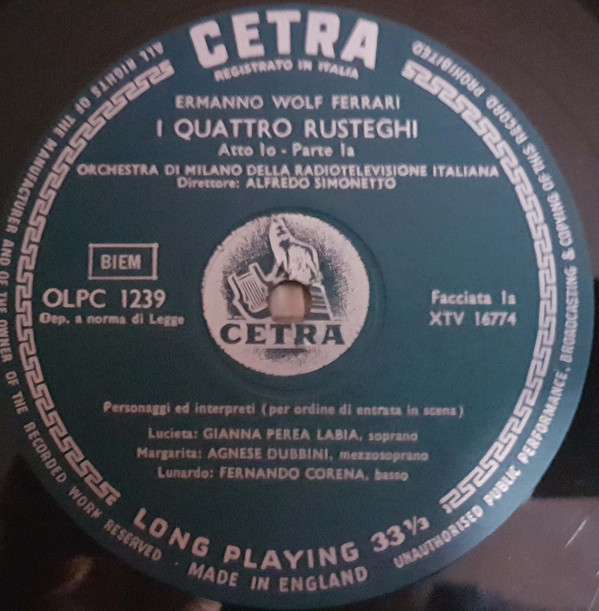 CETRA
REGISTRATO IN ITALIA
ERMANNO WOLF FERRARI
I QUATTRO RUSTEGHI
Atto 1o - Parte 1a
ORCHESTRA DI MILANO DELLA RADIOTELEVISIONE ITALIANA
Direttore: ALFREDO SIMONETTO
BIEM
OLPC 1239
Dep. a norma di Legge
Facciata 1a
XTV 16774
CETRA
Personaggi ed interpreti (per ordine di entrata in scena)
Lucieta: GIANNA PEREA LABIA, soprano
Margarita: AGNESE DUBBINI, mezzosoprano
Lunardo: FERNANDO CORENA, basso
LONG PLAYING 33⅓
MADE IN ENGLAND
ALL RIGHTS OF THE MANUFACTURER AND OF THE OWNER OF THE RECORDED WORK RESERVED
UNAUTHORISED PUBLIC PERFORMANCE, BROADCASTING & COPYING OF THIS RECORD PROHIBITED